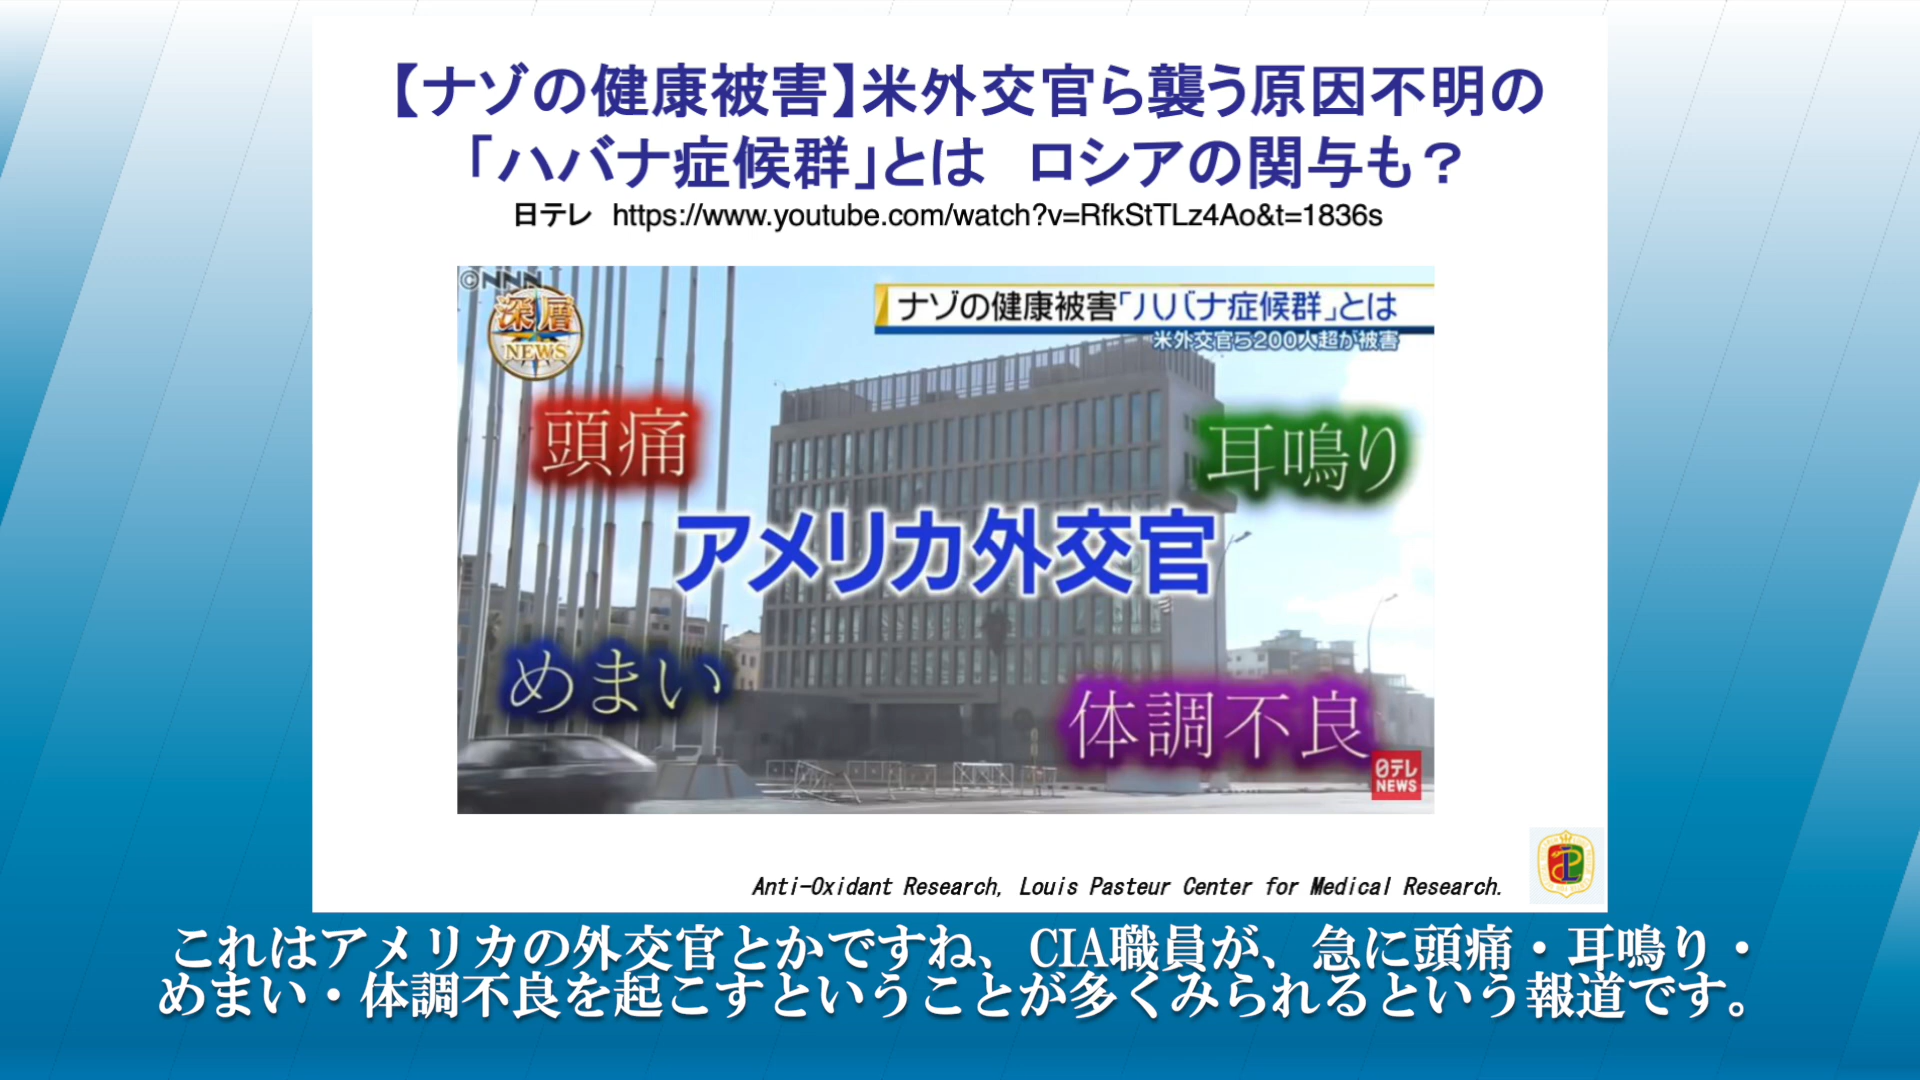 【ナゾの健康被害】米外交官ら襲う原因不明の
「ハバナ症候群」とは　ロシアの関与も？
日テレ　https://www.youtube.com/watch?v=RfkStTLz4Ao&t=1836s
©NNN
深層
NEWS
ナゾの健康被害「ハバナ症候群」とは
米外交官ら200人超が被害
頭痛
耳鳴り
アメリカ外交官
めまい
体調不良
日テレ
NEWS
Anti-Oxidant Research, Louis Pasteur Center for Medical Research.
これはアメリカの外交官とかですね、CIA職員が、急に頭痛・耳鳴り・
めまい・体調不良を起こすということが多くみられるという報道です。